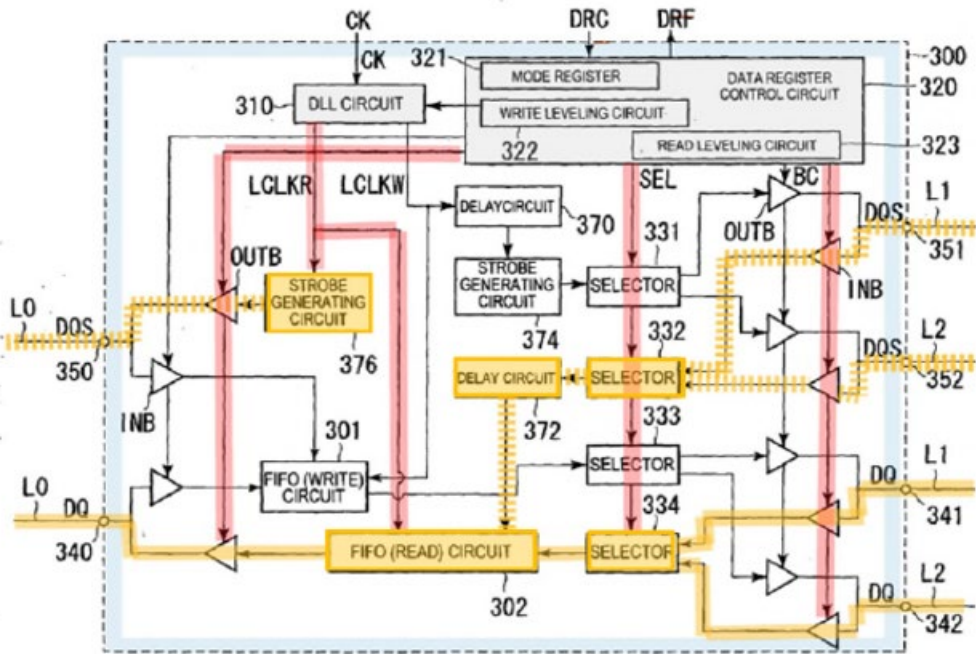 CK
DRC
DRF
300
CK
321
MODE REGISTER
DATA REGISTER
CONTROL CIRCUIT
320
310
DLL CIRCUIT
WRITE LEVELING CIRCUIT
322
READ LEVELING CIRCUIT
323
LCLKR
LCLKW
SEL
BC
L1
DELAYCIRCUIT
370
OUTB
DQS
351
331
OUTB
STROBE
GENERATING
CIRCUIT
STROBE
GENERATING
CIRCUIT
SELECTOR
INB
L0
DQS
374
332
L2
DQS
350
376
352
DELAY CIRCUIT
SELECTOR
372
INB
301
333
FIFO (WRITE)
CIRCUIT
SELECTOR
L1
L0
DQ
DQ
334
341
340
FIFO (READ) CIRCUIT
SELECTOR
302
L2
DQ
342